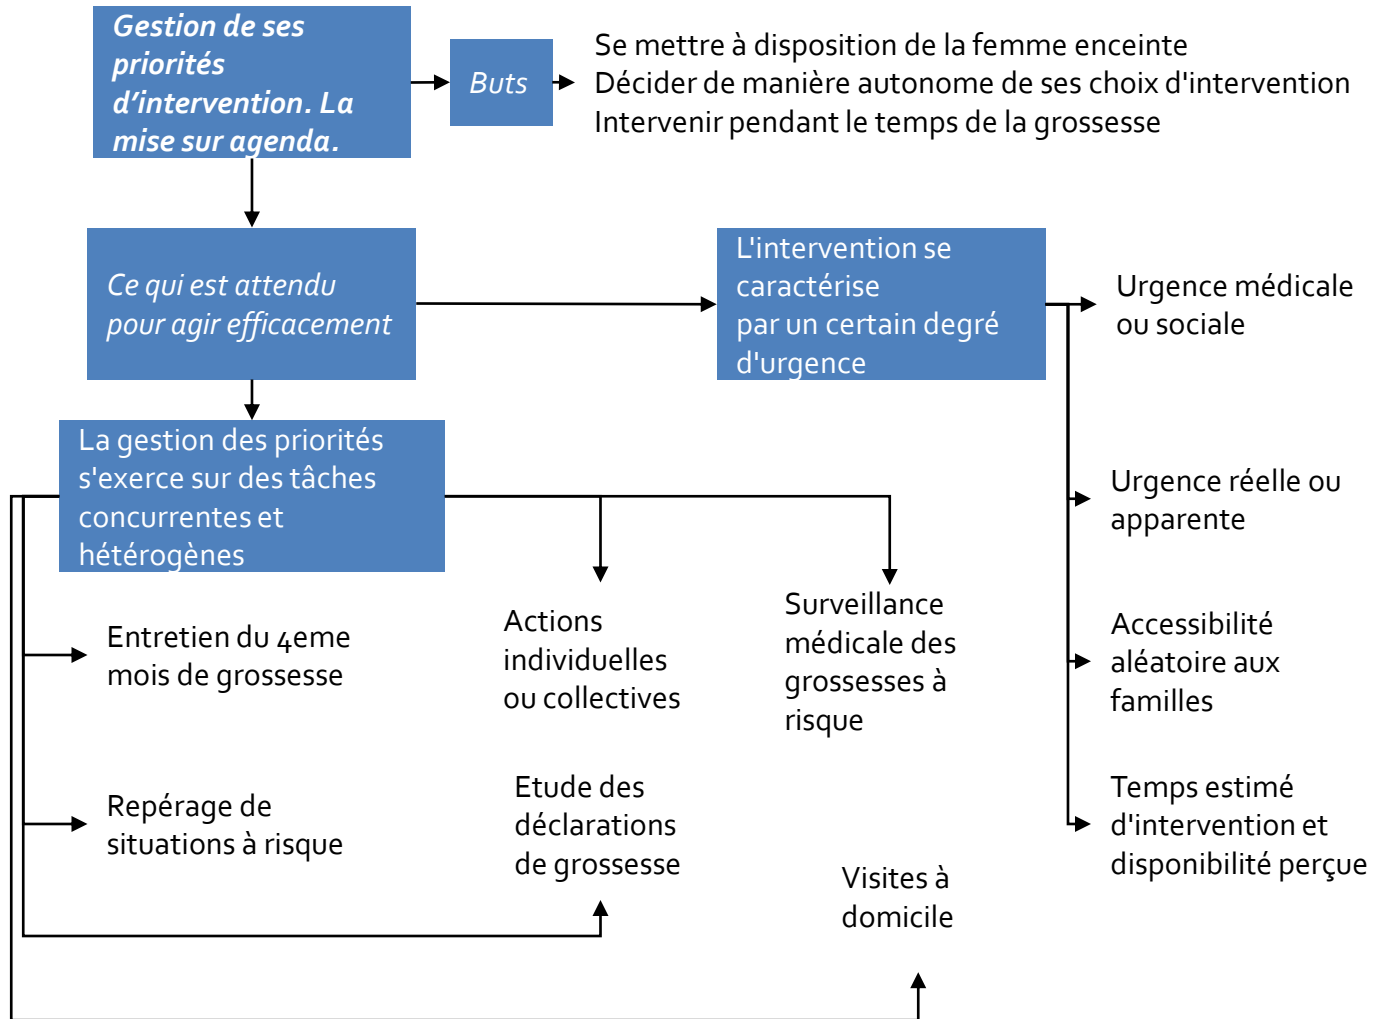 Gestion de ses
priorités
d’intervention. La
mise sur agenda.
Buts
Se mettre à disposition de la femme enceinte
Décider de manière autonome de ses choix d'intervention
Intervenir pendant le temps de la grossesse
Ce qui est attendu
pour agir efficacement
L'intervention se
caractérise
par un certain degré
d'urgence
Urgence médicale
ou sociale
Urgence réelle ou
apparente
Accessibilité
aléatoire aux
familles
Temps estimé
d'intervention et
disponibilité perçue
La gestion des priorités
s'exerce sur des tâches
concurrentes et
hétérogènes
Entretien du 4eme
mois de grossesse
Actions
individuelles
ou collectives
Surveillance
médicale des
grossesses à
risque
Repérage de
situations à risque
Etude des
déclarations
de grossesse
Visites à
domicile